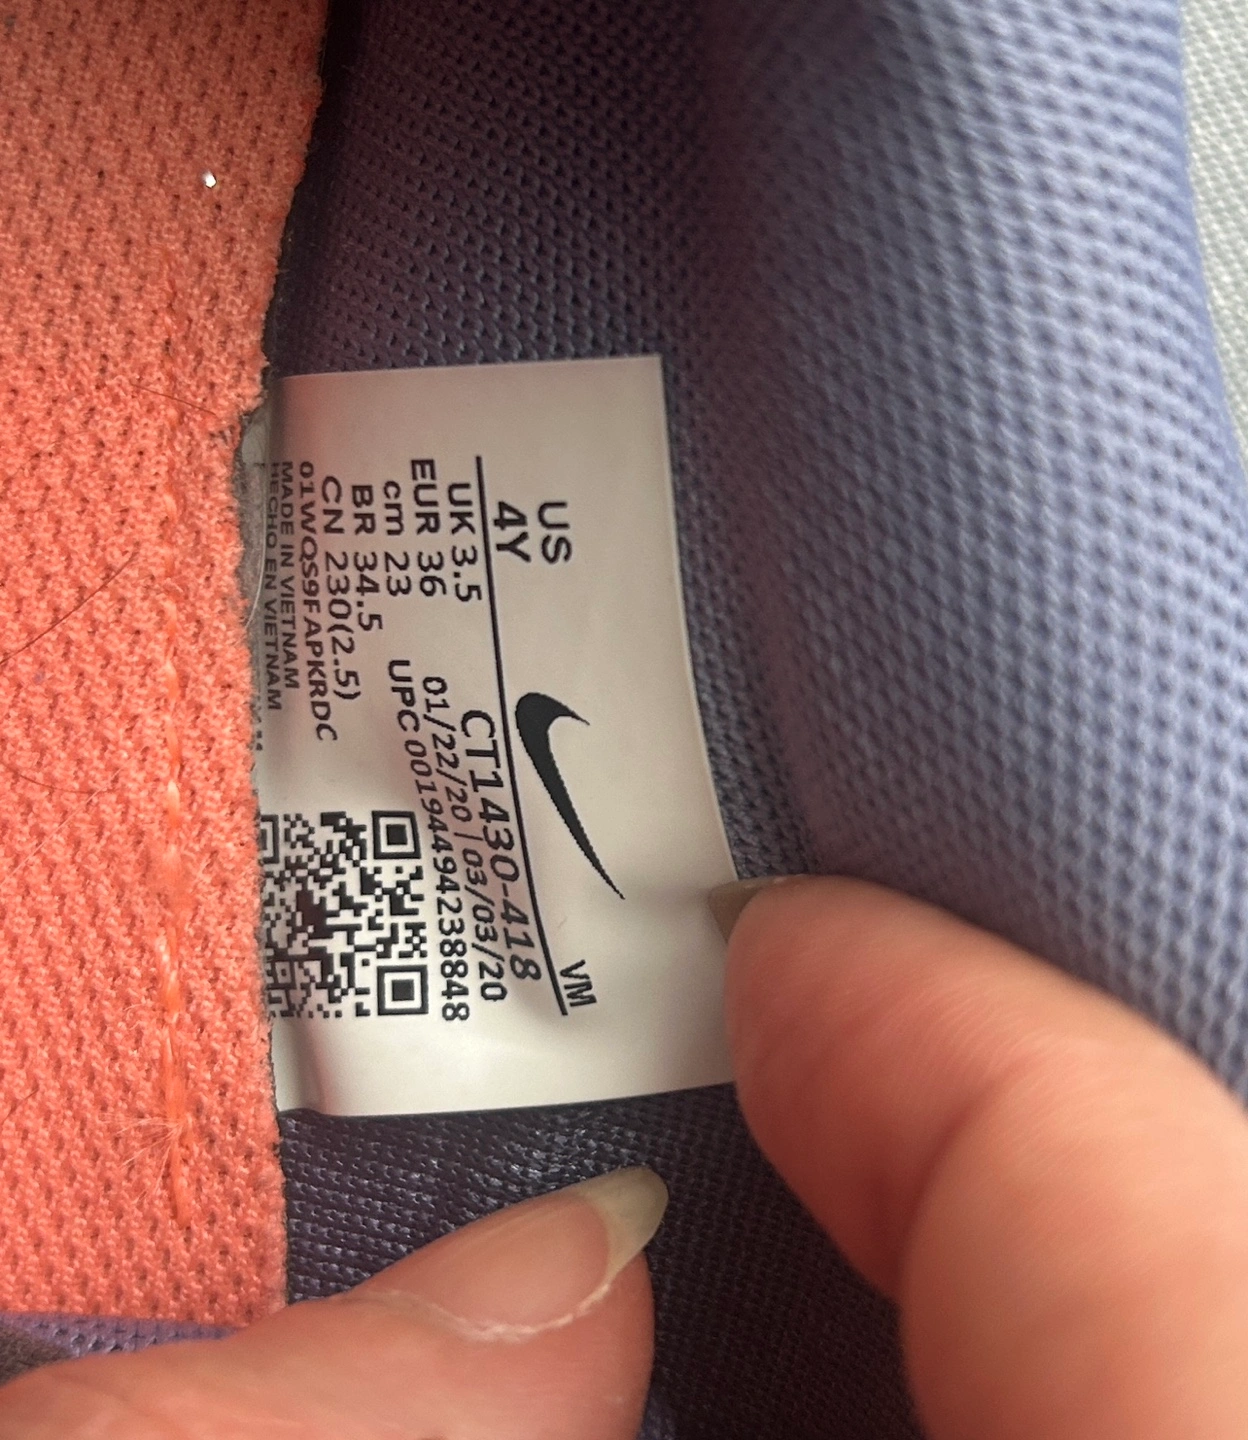 US
4Y
VM
UK 3.5
EUR 36
cm 23
BR 34.5
CN 230(2.5)
CT1430-418
01/22/20 | 03/03/20
UPC 00194494238848
01WQS9FAPKRDC
MADE IN VIETNAM
HECHO EN VIETNAM